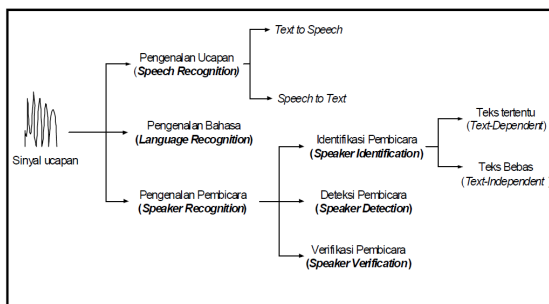 Sinyal ucapan
Pengenalan Ucapan
(Speech Recognition)
Text to Speech
Speech to Text
Pengenalan Bahasa
(Language Recognition)
Pengenalan Pembicara
(Speaker Recognition)
Identifikasi Pembicara
(Speaker Identification)
Teks tertentu
(Text-Dependent)
Teks Bebas
(Text-Independent)
Deteksi Pembicara
(Speaker Detection)
Verifikasi Pembicara
(Speaker Verification)